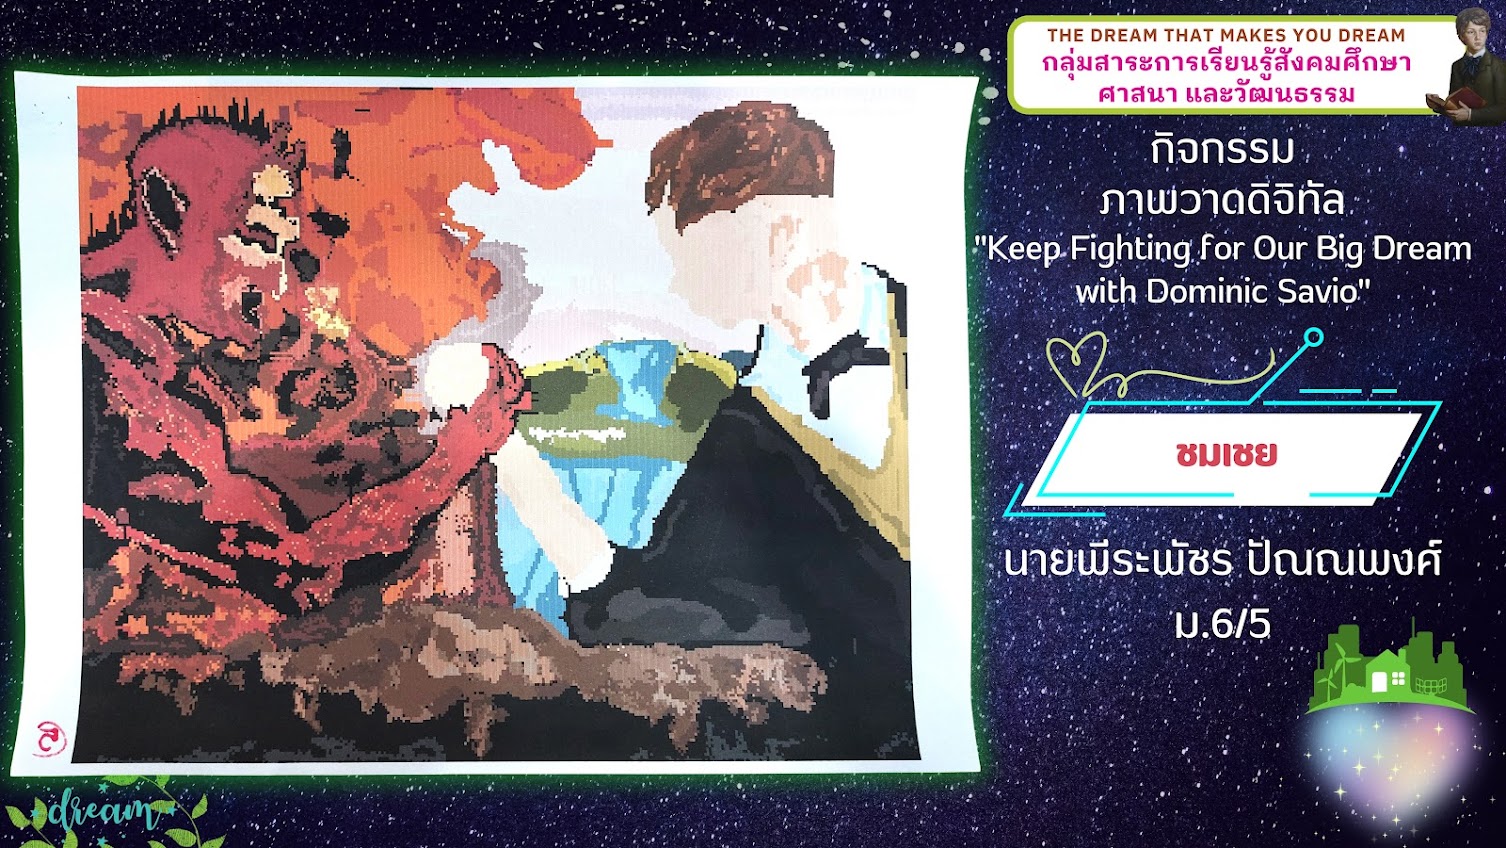 THE DREAM THAT MAKES YOU DREAM
กลุ่มสาระการเรียนรู้สังคมศึกษา
ศาสนา และวัฒนธรรม
กิจกรรม
ภาพวาดดิจิทัล
"Keep Fighting for Our Big Dream
with Dominic Savio"
ชมเชย
นายพีระพัชร ปัณณพงศ์
ม.6/5
dream